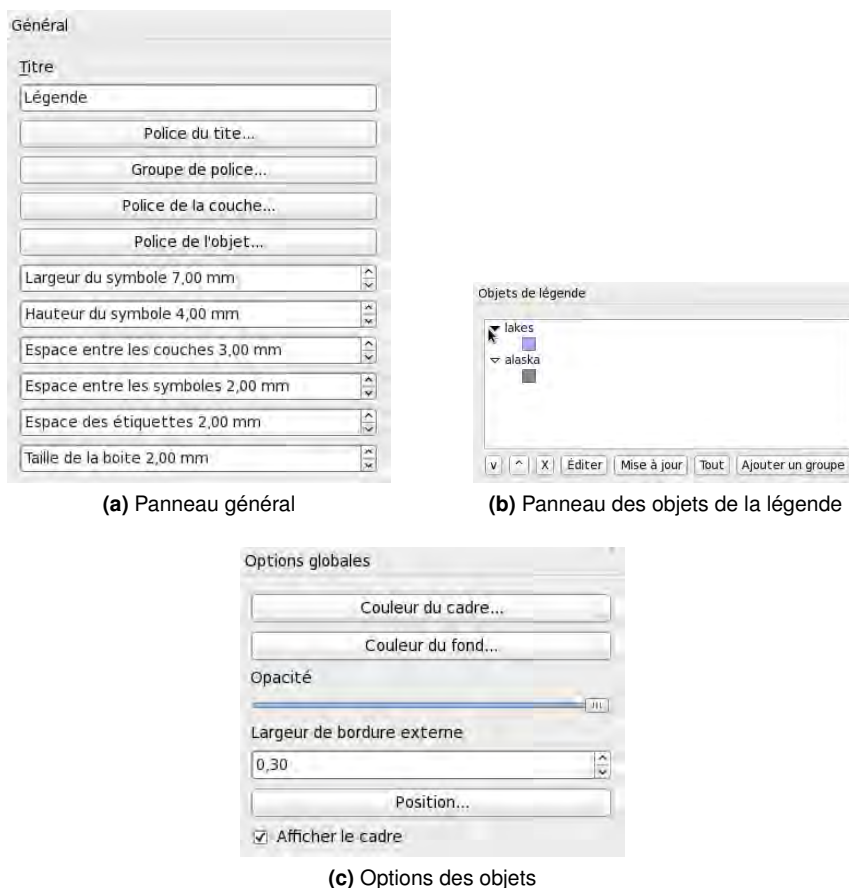 Général
Titre
Légende
Police du tite...
Groupe de police...
Police de la couche...
Police de l'objet...
Largeur du symbole 7,00 mm
Hauteur du symbole 4,00 mm
Espace entre les couches 3,00 mm
Espace entre les symboles 2,00 mm
Espace des étiquettes 2,00 mm
Taille de la boite 2,00 mm
(a) Panneau général
Objets de légende
lakes
alaska
v ^ X Éditer Mise à jour Tout Ajouter un groupe
(b) Panneau des objets de la légende
Options globales
Couleur du cadre...
Couleur du fond...
Opacité
Largeur de bordure externe
0,30
Position...
Afficher le cadre
(c) Options des objets